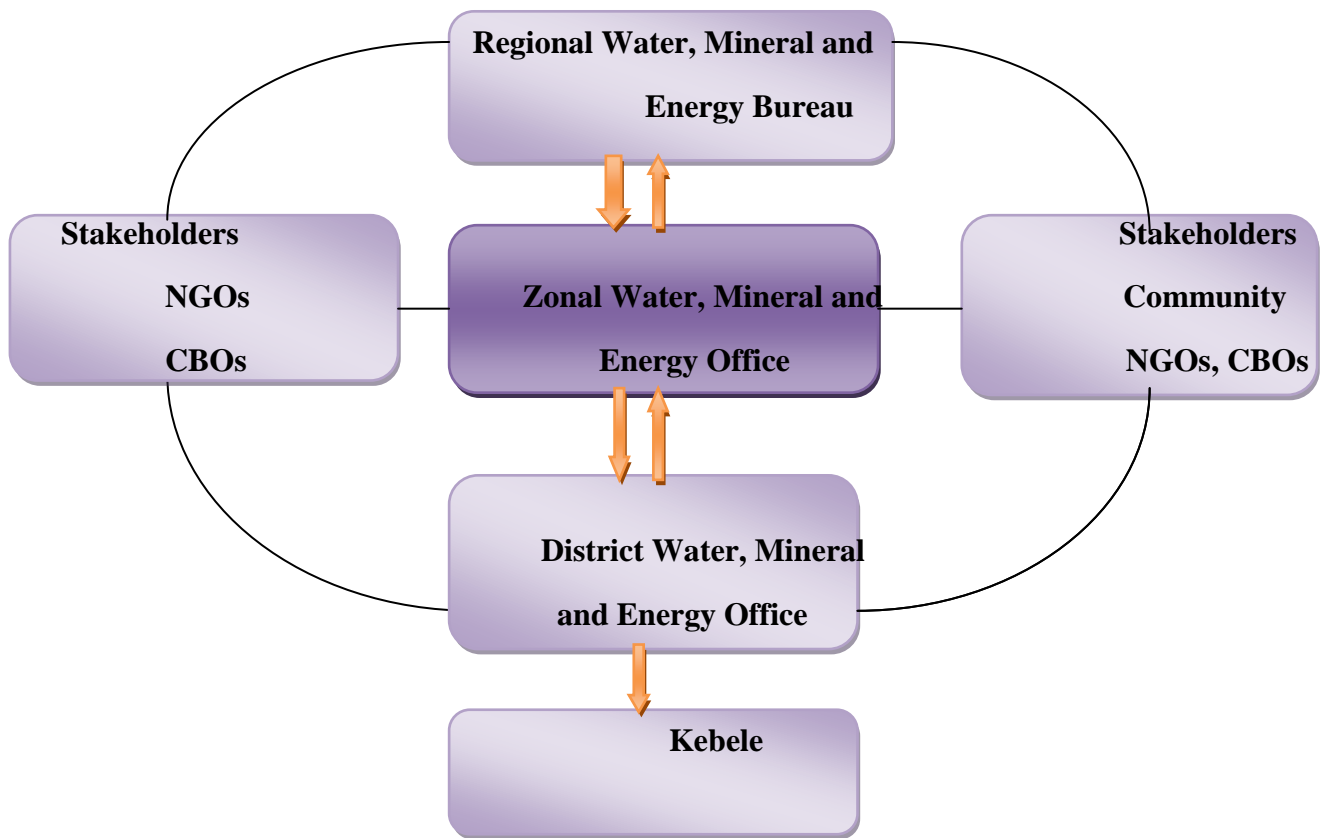 Regional Water, Mineral and
Energy Bureau
Stakeholders
NGOs
CBOs
Zonal Water, Mineral and
Energy Office
Stakeholders
Community
NGOs, CBOs
District Water, Mineral
and Energy Office
Kebele